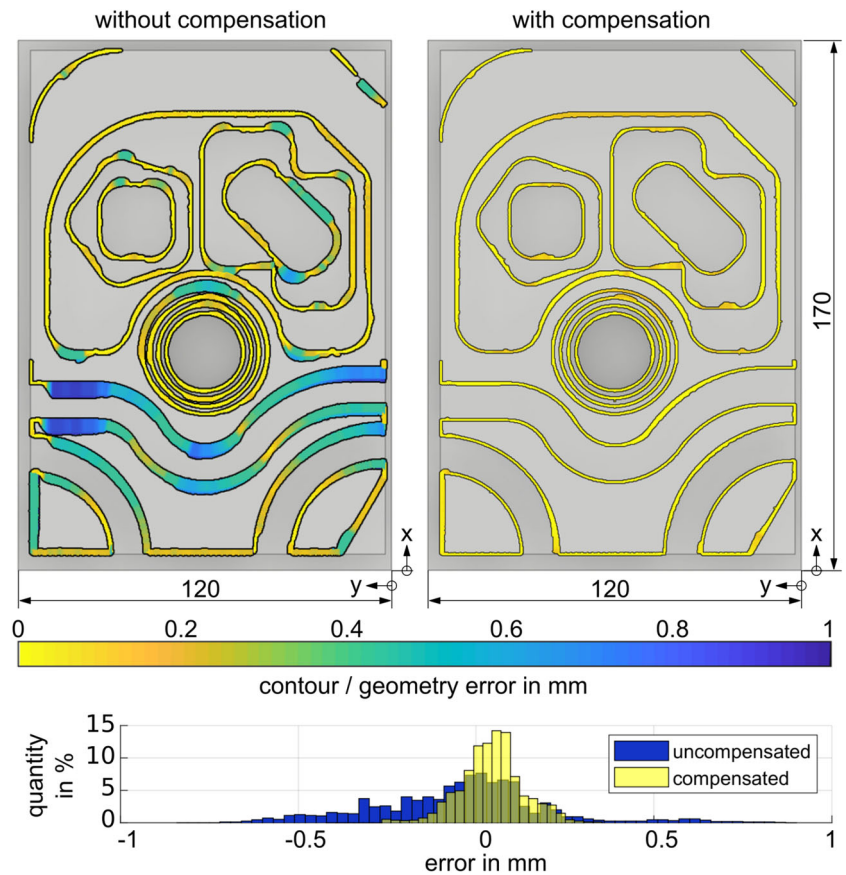 without compensation
with compensation
170
x
x
y
y
120
120
0 0.2 0.4 0.6 0.8 1
contour / geometry error in mm
quantity
in %
15
10
5
0
uncompensated
compensated
-1 -0.5 0 0.5 1
error in mm